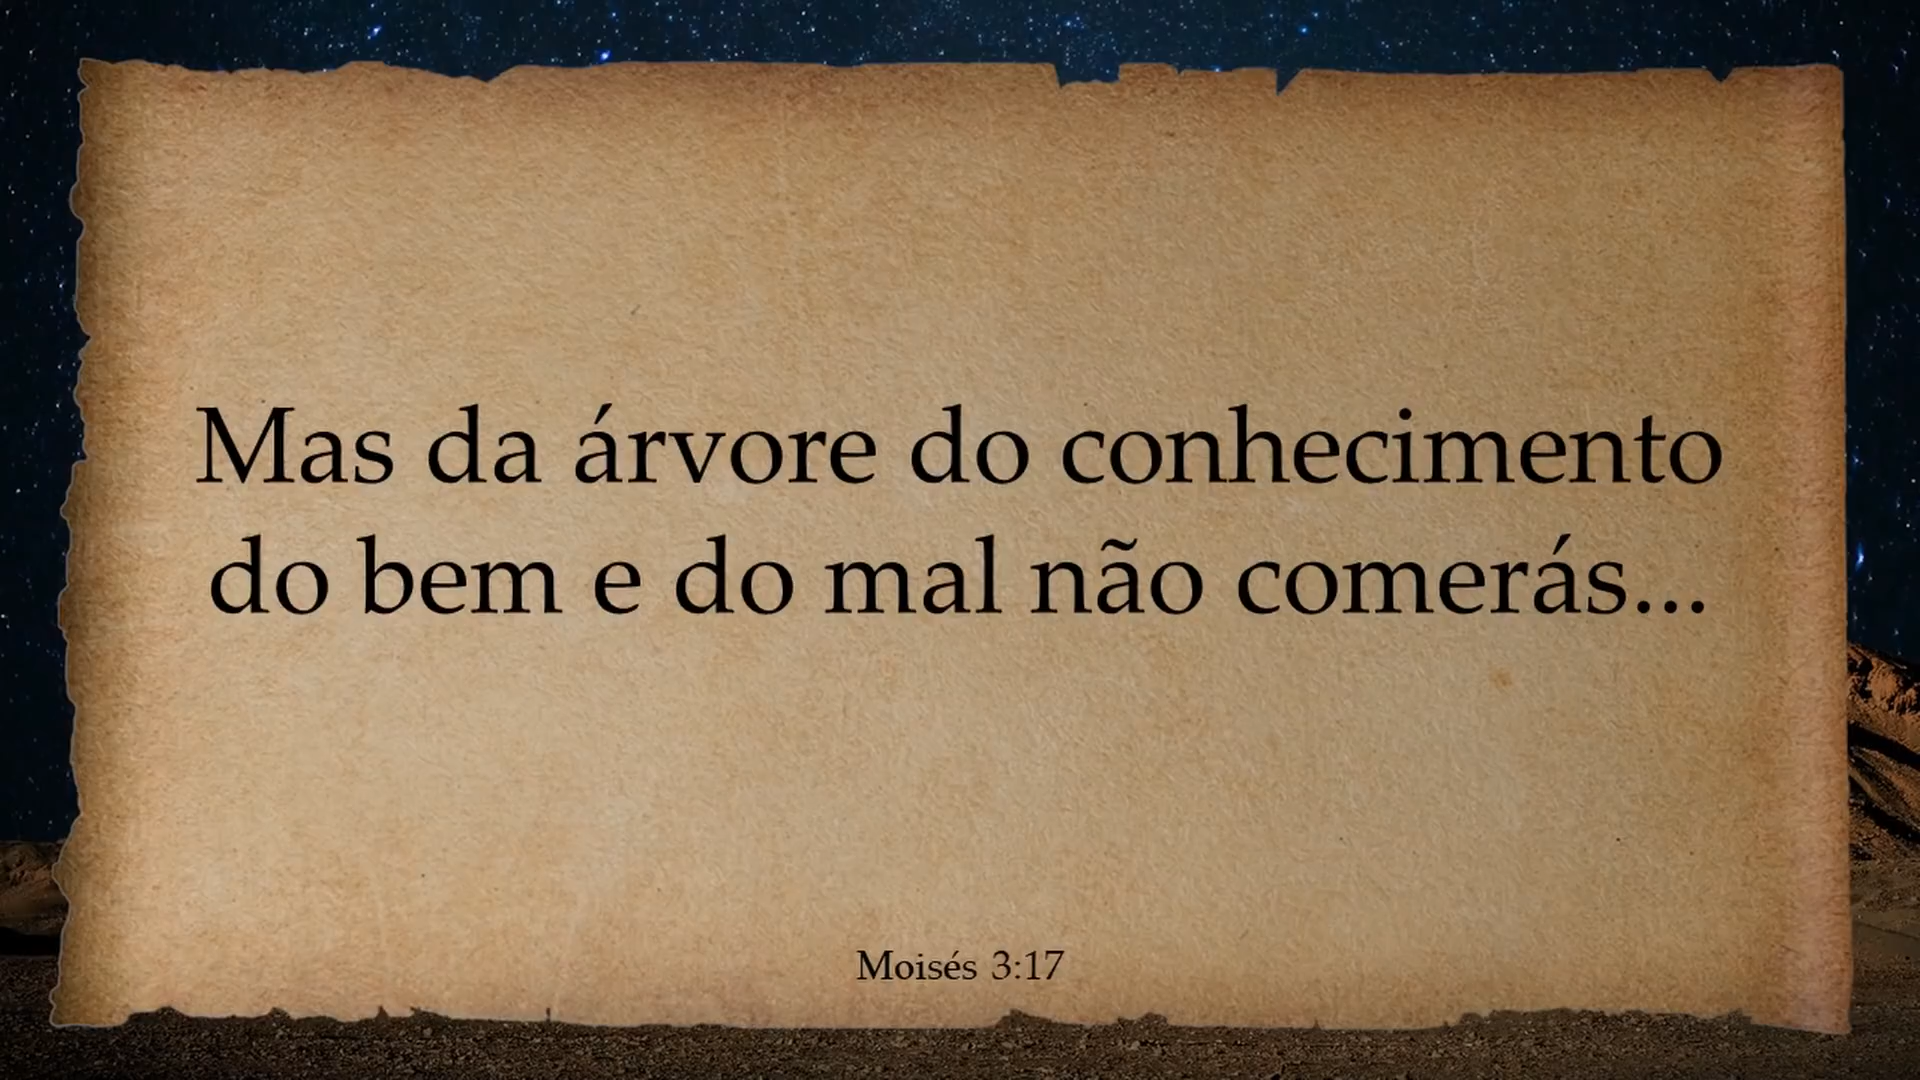 Mas da árvore do conhecimento
do bem e do mal não comerás...
Moisés 3:17